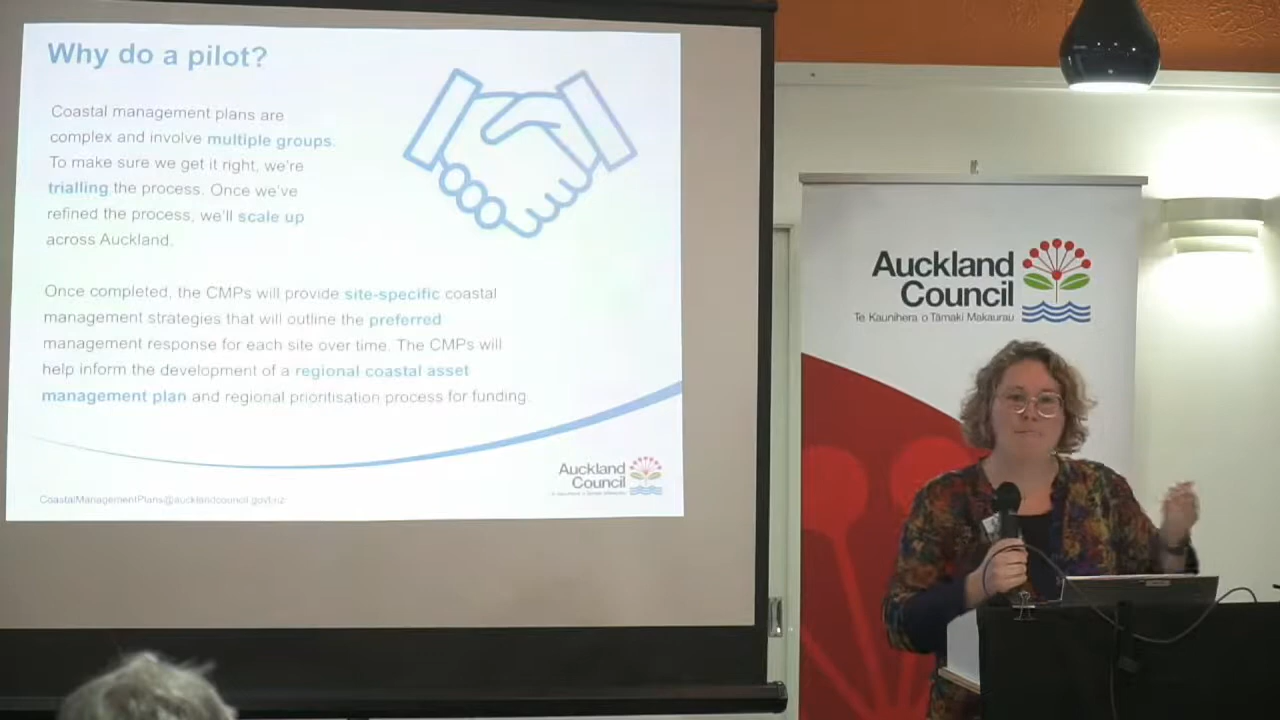 Why do a pilot?
Coastal management plans are
complex and involve multiple groups.
To make sure we get it right, we're
trialling the process. Once we've
refined the process, we'll scale up
across Auckland.
Once completed, the CMPs will provide site-specific coastal
management strategies that will outline the preferred
management response for each site over time. The CMPs will
help inform the development of a regional coastal asset
management plan and regional prioritisation process for funding.
Auckland
Council
Te Kaunihera o Tāmaki Makaurau
CoastalManagementPlans@aucklandcouncil.govt.nz
Auckland
Council
Te Kaunihera o Tāmaki Makaurau